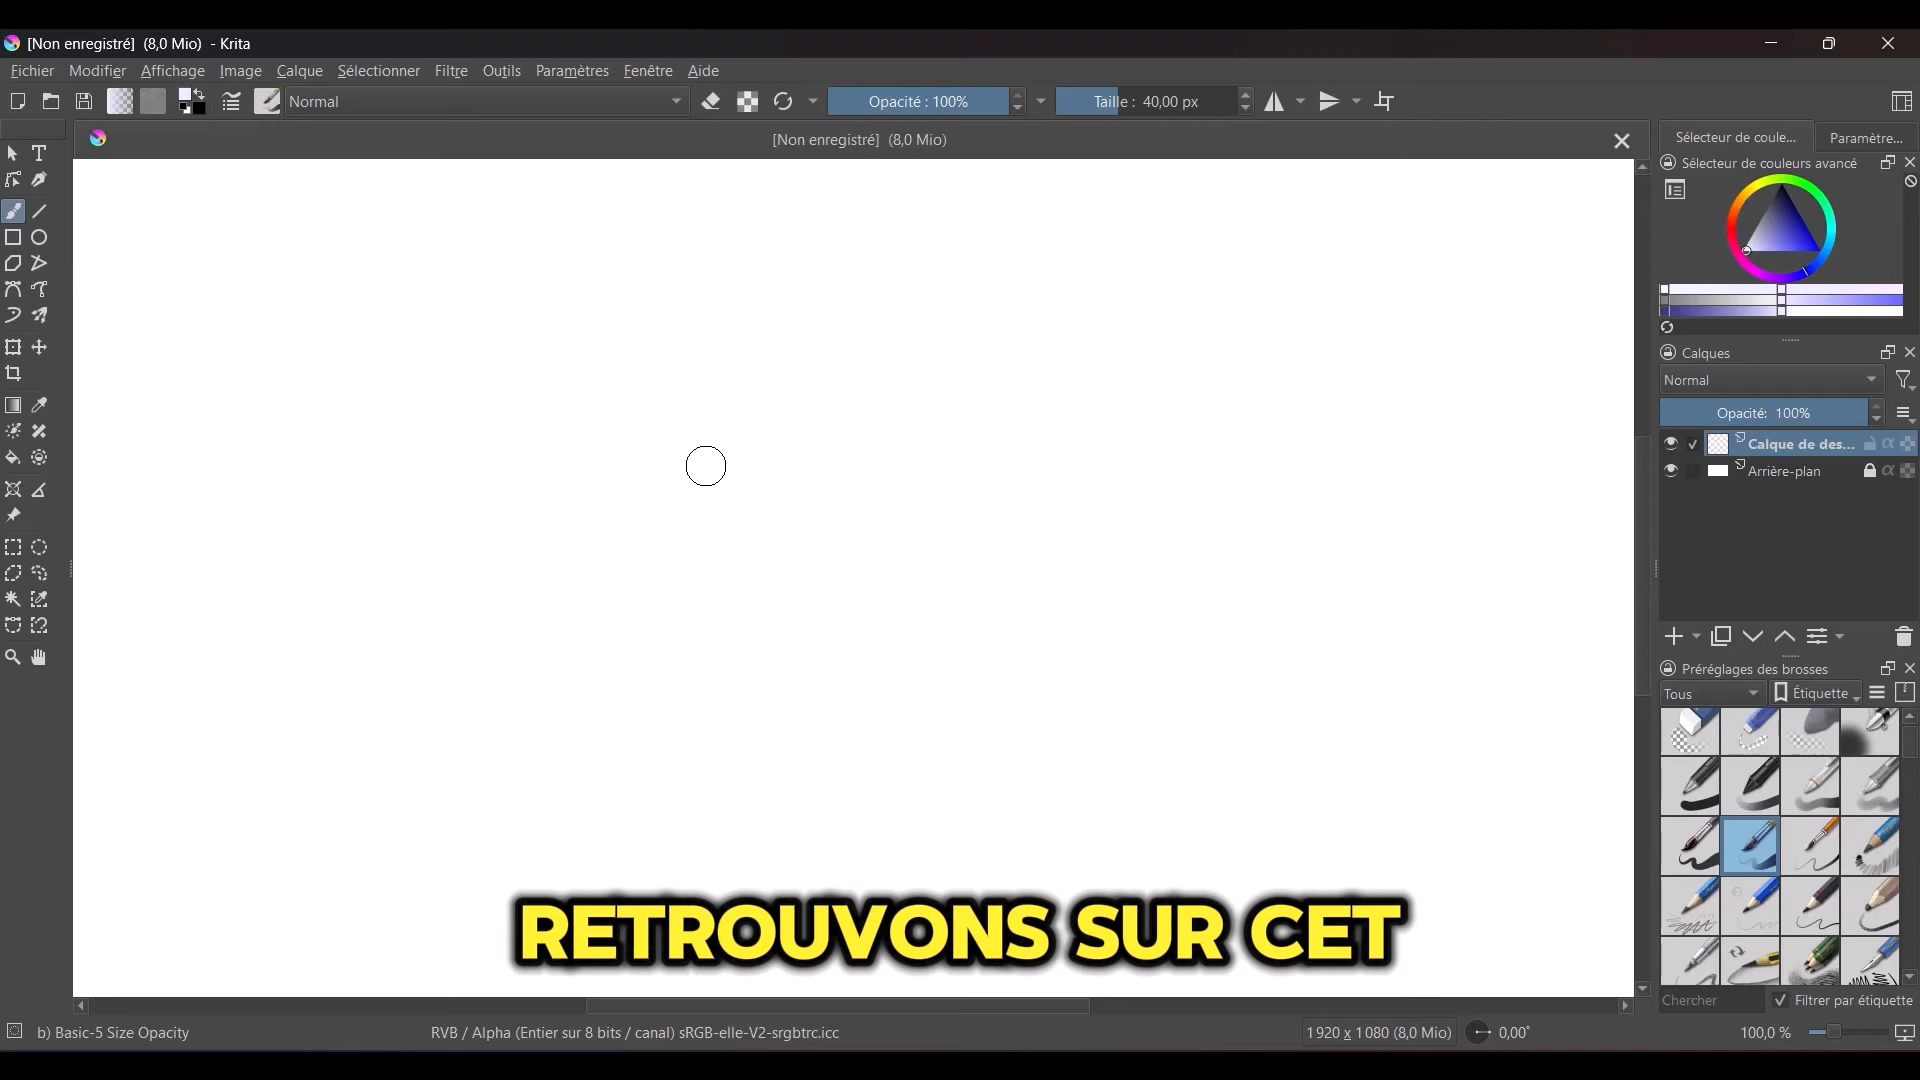 [Non enregistré] (8,0 Mio) - Krita
Fichier Modifier Affichage Image Calque Sélectionner Filtre Outils Paramètres Fenêtre Aide
Normal Opacité : 100% Taille : 40,00 px
[Non enregistré] (8,0 Mio)
Sélecteur de coule... Paramètre...
Sélecteur de couleurs avancé
Calques
Normal
Opacité: 100%
Calque de des...
Arrière-plan
Préréglages des brosses
Tous Étiquette
RETROUVONS SUR CET
Chercher Filtrer par étiquette
b) Basic-5 Size Opacity RVB / Alpha (Entier sur 8 bits / canal) sRGB-elle-V2-srgbtrc.icc 1 920 x 1 080 (8,0 Mio) 0,00° 100,0 %